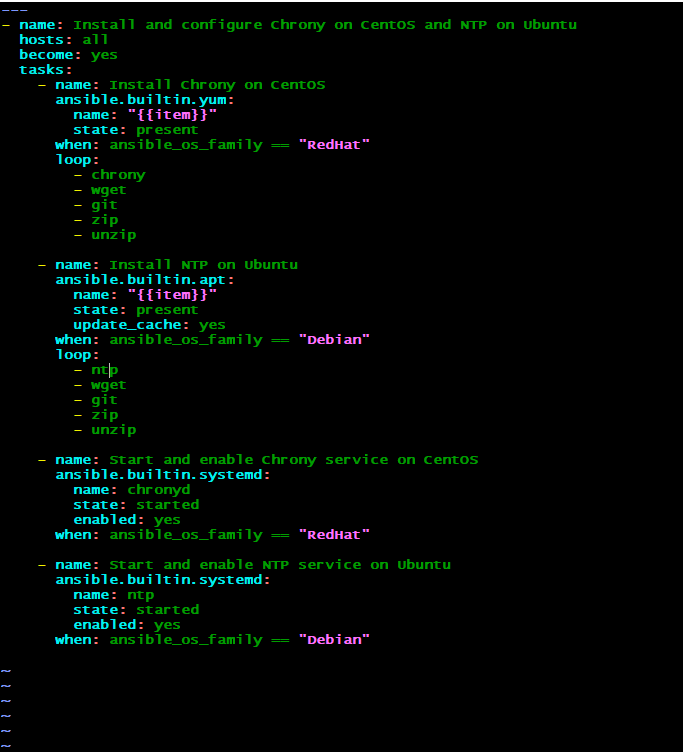 ---
- name: Install and configure Chrony on CentOS and NTP on Ubuntu
  hosts: all
  become: yes
  tasks:
    - name: Install Chrony on CentOS
      ansible.builtin.yum:
        name: "{{item}}"
        state: present
      when: ansible_os_family == "RedHat"
      loop:
        - chrony
        - wget
        - git
        - zip
        - unzip

    - name: Install NTP on Ubuntu
      ansible.builtin.apt:
        name: "{{item}}"
        state: present
        update_cache: yes
      when: ansible_os_family == "Debian"
      loop:
        - ntp
        - wget
        - git
        - zip
        - unzip

    - name: Start and enable Chrony service on CentOS
      ansible.builtin.systemd:
        name: chronyd
        state: started
        enabled: yes
      when: ansible_os_family == "RedHat"

    - name: Start and enable NTP service on Ubuntu
      ansible.builtin.systemd:
        name: ntp
        state: started
        enabled: yes
      when: ansible_os_family == "Debian"

~
~
~
~
~
~